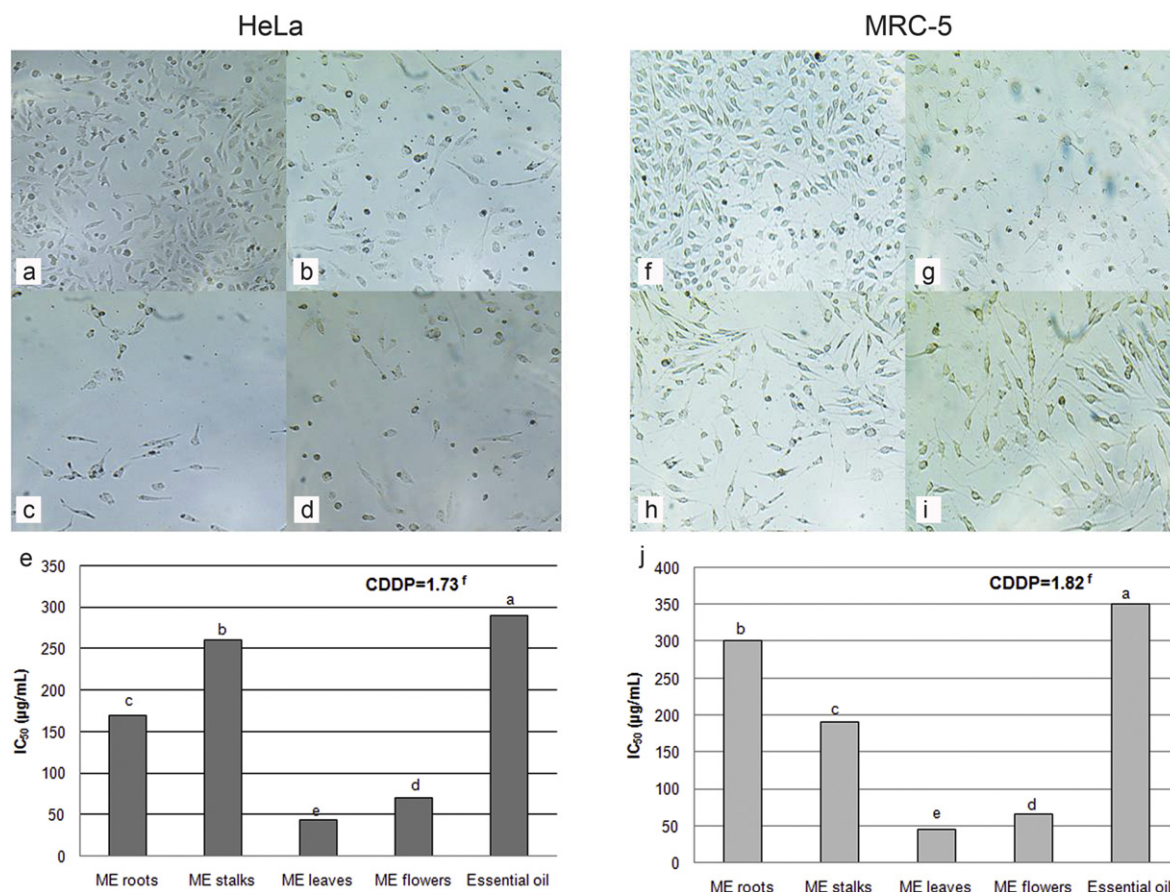 HeLa
MRC-5
a
b
f
g
c
d
h
i
e
350
300
250
200
150
100
50
0
IC50 (µg/mL)
CDDP=1.73 f
c
b
e
d
a
ME roots ME stalks ME leaves ME flowers Essential oil
j
400
350
300
250
200
150
100
50
0
IC50 (µg/mL)
CDDP=1.82 f
b
c
e
d
a
ME roots ME stalks ME leaves ME flowers Essential oil